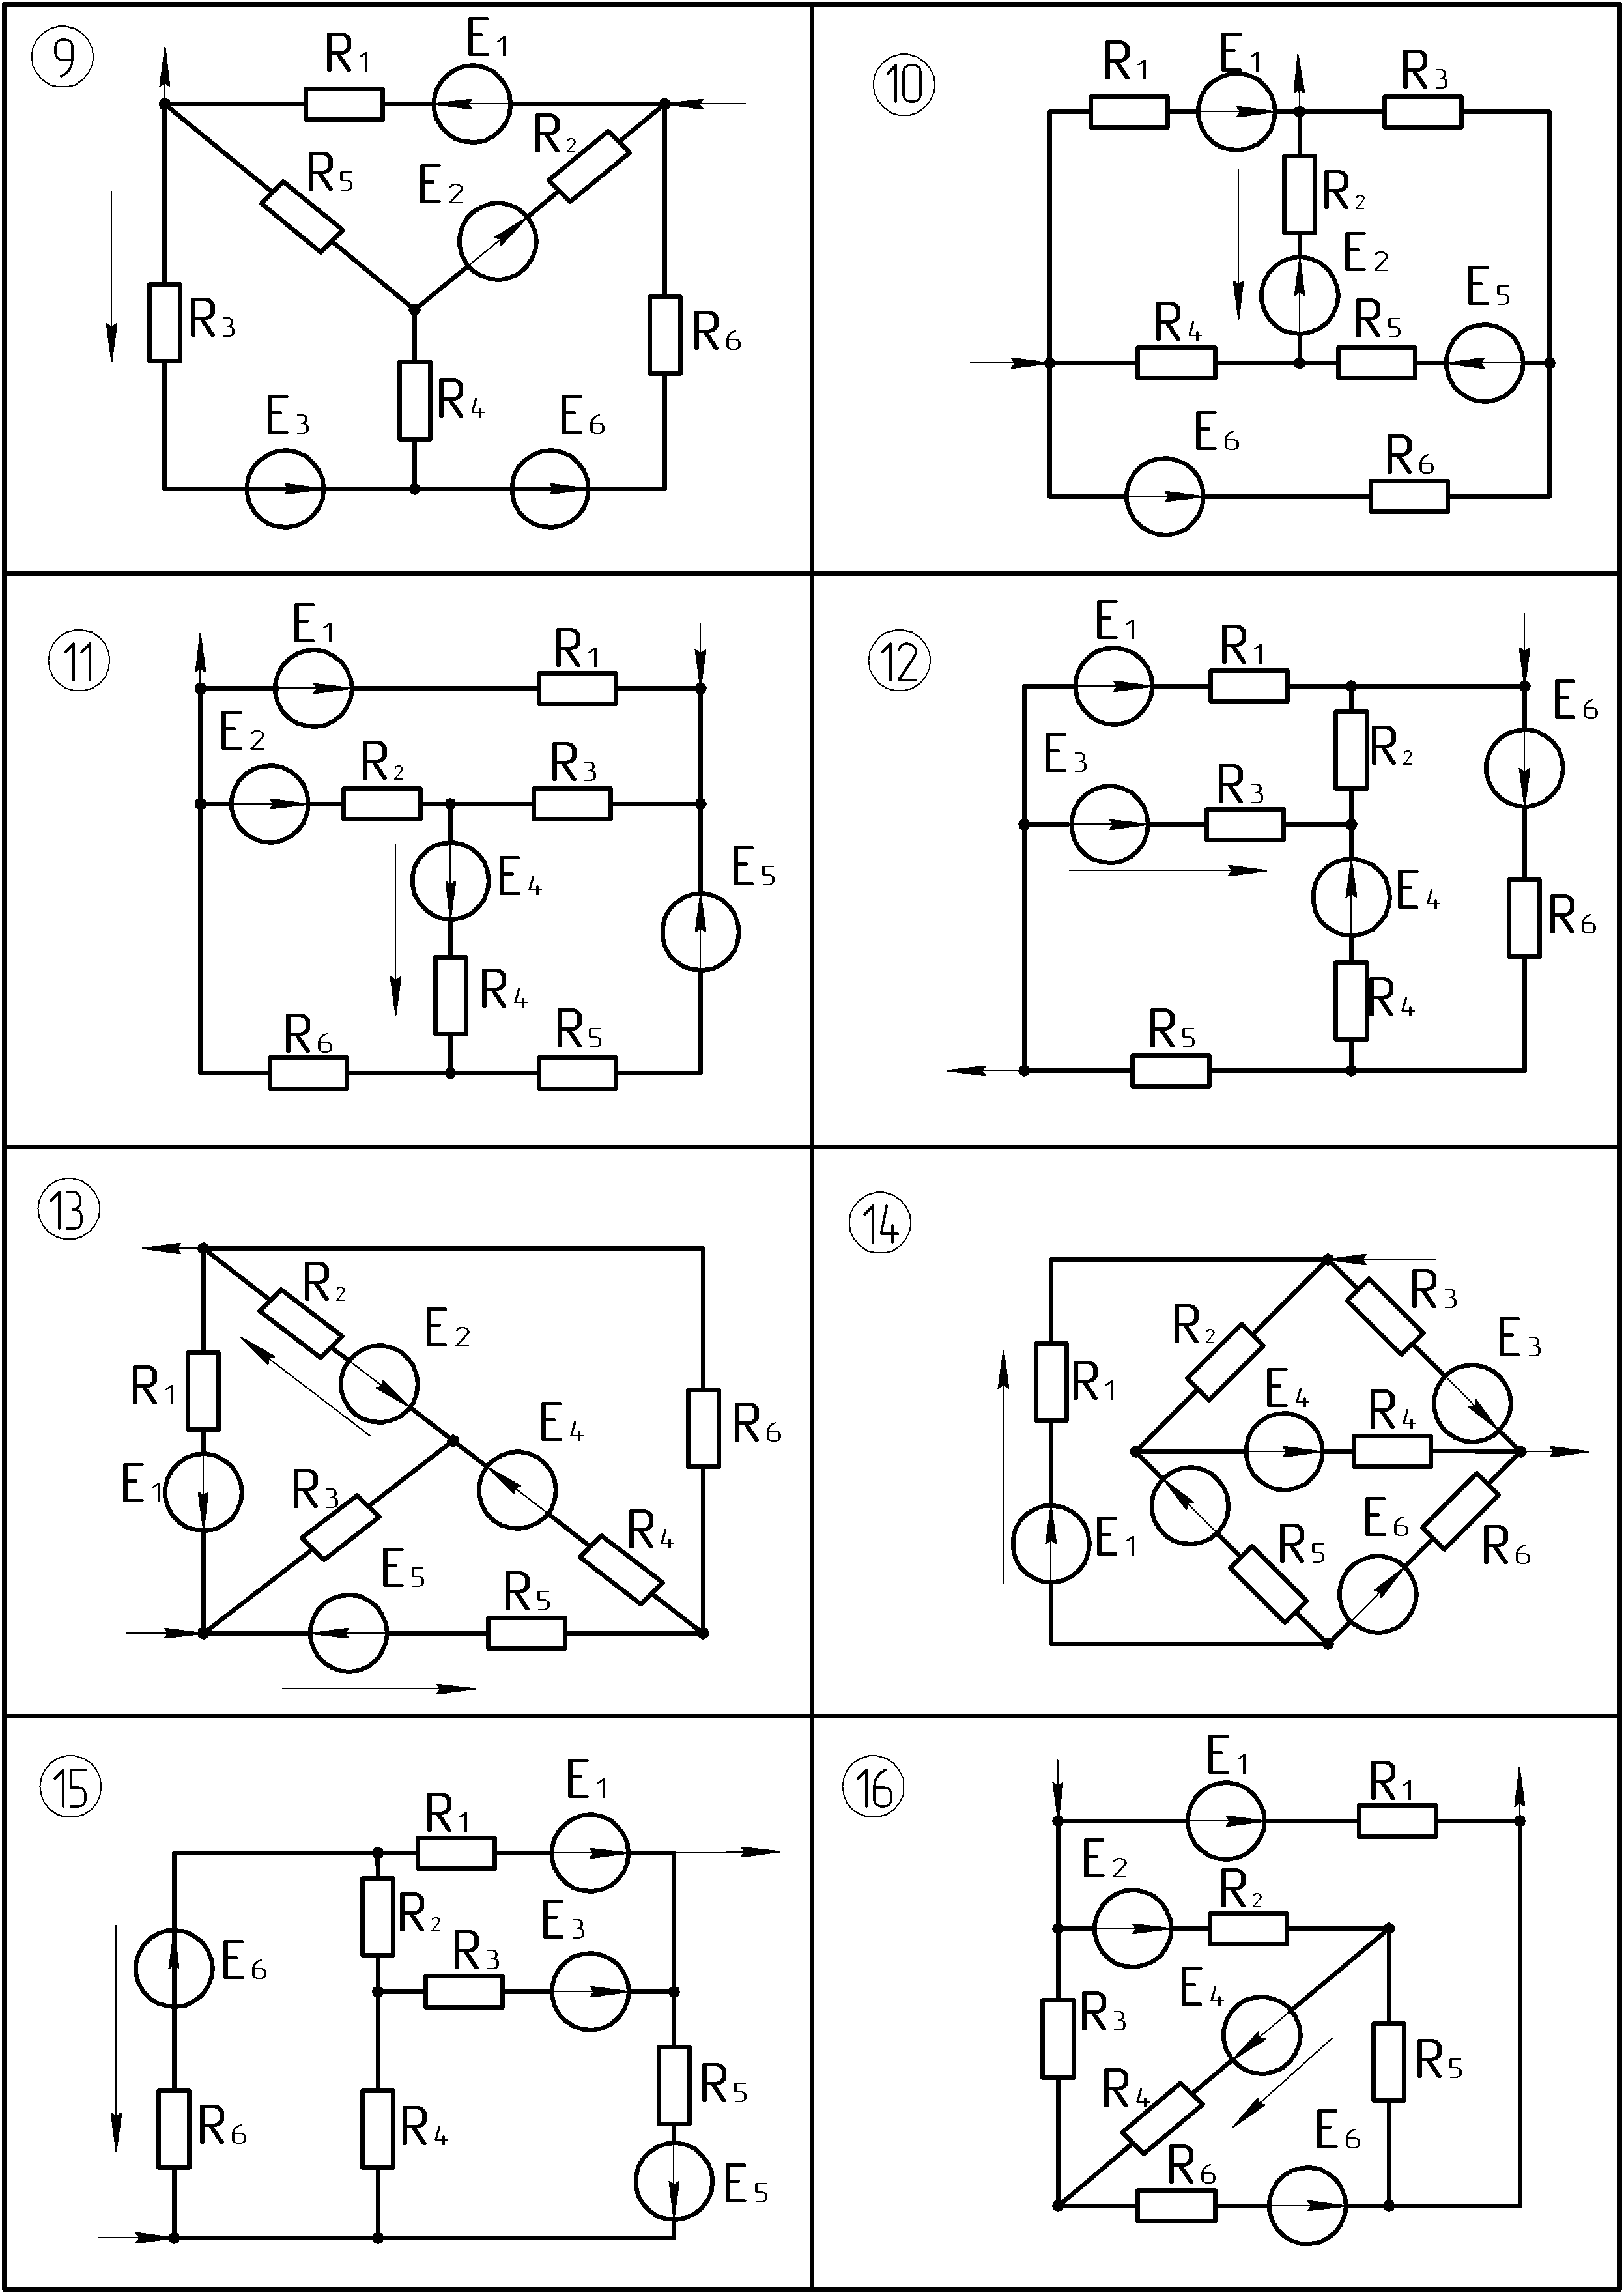 9
R1 E1
R2
R5 E2
R3 R6
R4
E3 E6
10
R1 E1 R3
R2
E2
E5
R4 R5
E6
R6
11
E1 R1
E2
R2 R3
E4 E5
R4
R6 R5
12
E1 R1
E6
R2
E3 R3
E4
R6
R4
R5
13
R2
E2
R1 R6
E4
E1 R3
R4
E5
R5
14
R3
R2
E3
R1
E4 R4
E1 R5 E6 R6
15
E1
R1
R2 E3
R3
E6
R5
R6 R4
E5
16
E1
R1
E2
R2
E4
R3
R5
R4
E6
R6